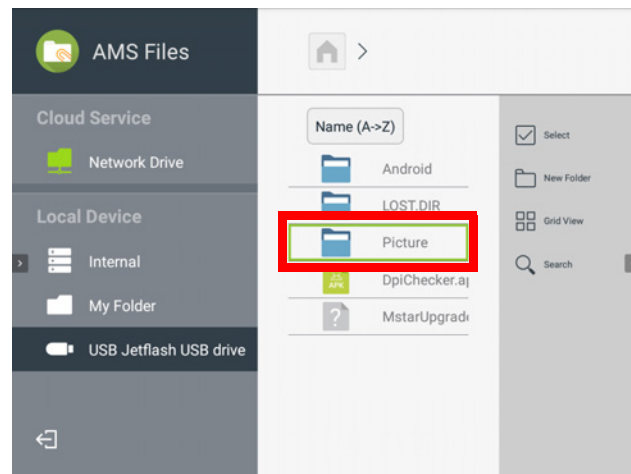 AMS Files
>
Cloud Service
Network Drive
Local Device
Internal
My Folder
USB Jetflash USB drive
Name (A->Z)
Android
LOST.DIR
Picture
APK
DpiChecker.ap
?
MstarUpgrade
Select
New Folder
Grid View
Search